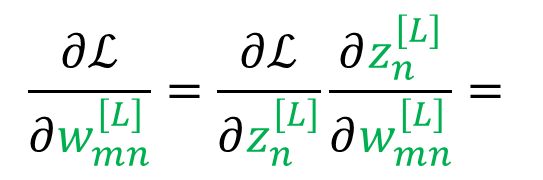 ∂ℒ/∂w_{mn}^{[L]} = ∂ℒ/∂z_n^{[L]} ∂z_n^{[L]}/∂w_{mn}^{[L]} =